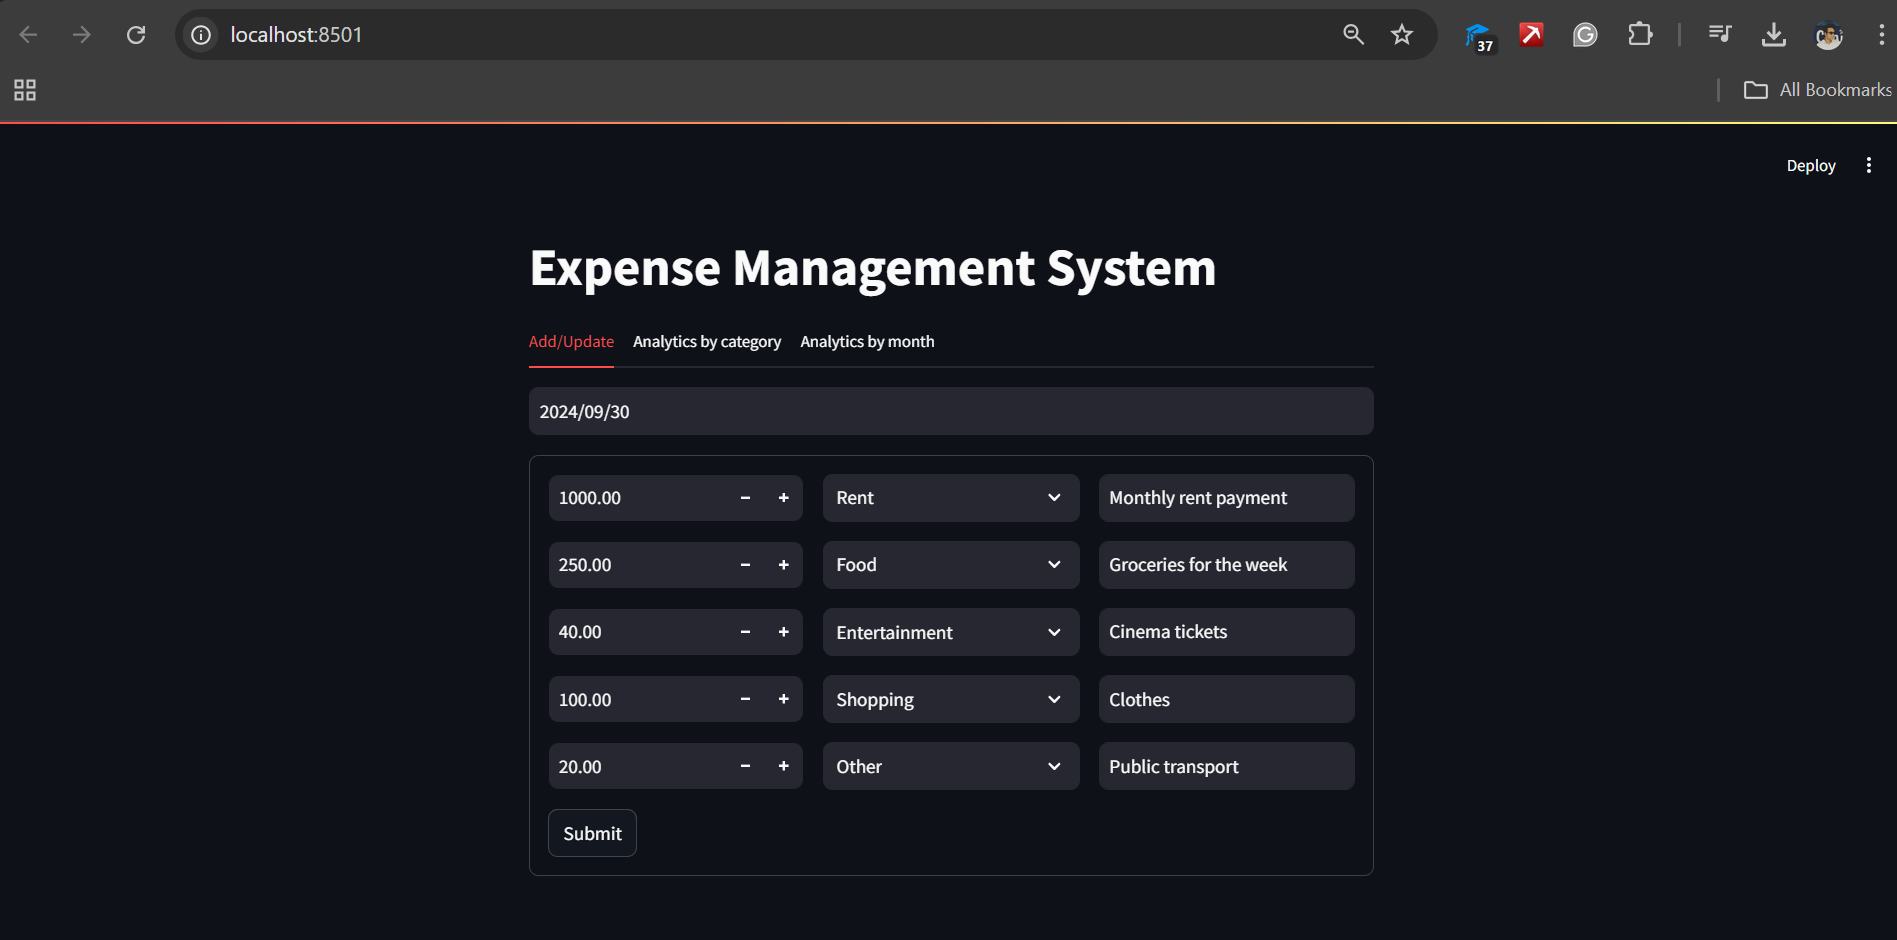 localhost:8501
37
All Bookmarks
Deploy
Expense Management System
Add/Update Analytics by category Analytics by month
2024/09/30
1000.00 − + Rent Monthly rent payment
250.00 − + Food Groceries for the week
40.00 − + Entertainment Cinema tickets
100.00 − + Shopping Clothes
20.00 − + Other Public transport
Submit